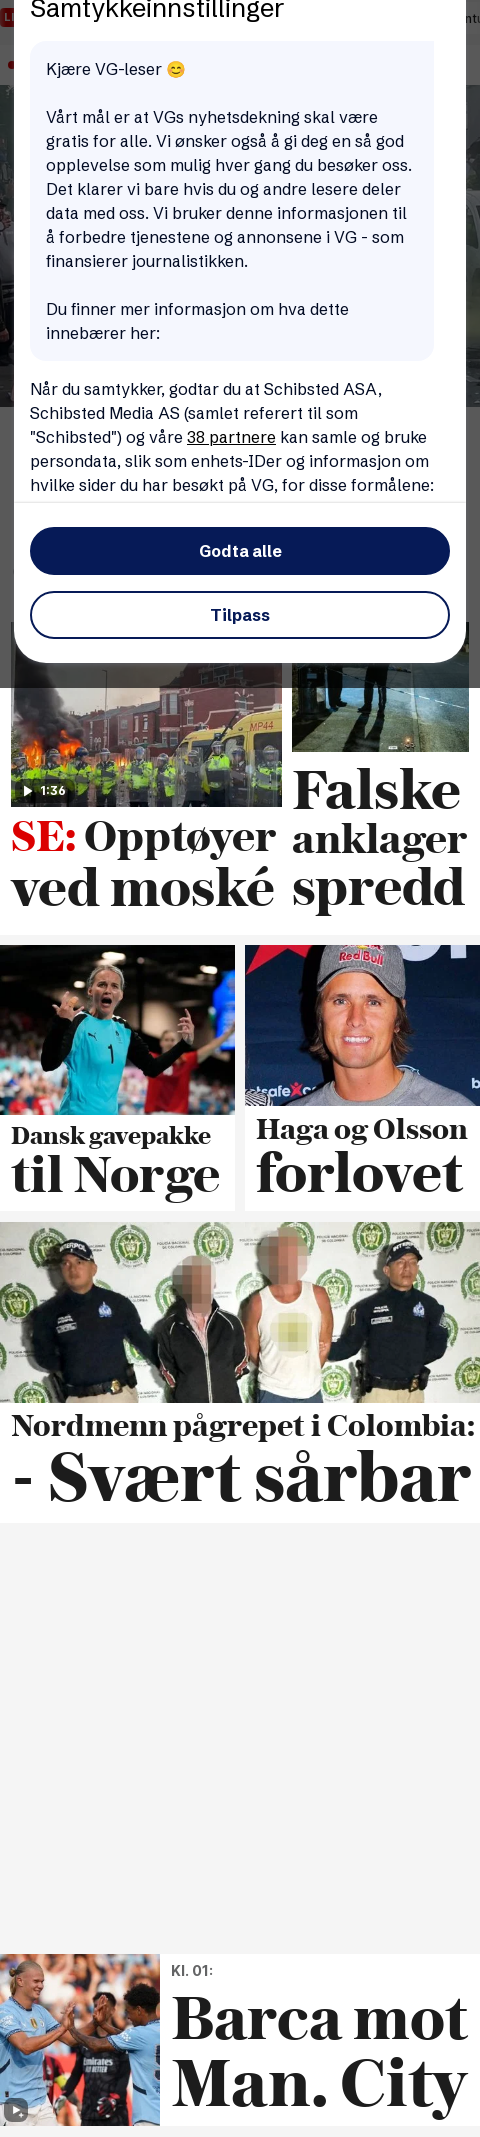 Samtykkeinnstillinger
Kjære VG-leser 😊
Vårt mål er at VGs nyhetsdekning skal være
gratis for alle. Vi ønsker også å gi deg en så god
opplevelse som mulig hver gang du besøker oss.
Det klarer vi bare hvis du og andre lesere deler
data med oss. Vi bruker denne informasjonen til
å forbedre tjenestene og annonsene i VG - som
finansierer journalistikken.
Du finner mer informasjon om hva dette
innebærer her:
Når du samtykker, godtar du at Schibsted ASA,
Schibsted Media AS (samlet referert til som
"Schibsted") og våre 38 partnere kan samle og bruke
persondata, slik som enhets-IDer og informasjon om
hvilke sider du har besøkt på VG, for disse formålene:
Godta alle
Tilpass
MP44
1:36
SE: Opptøyer
ved moské
Falske
anklager
spredd
Red Bull
1
Dansk gavepakke
til Norge
Haga og Olsson
forlovet
INTERPOL
Nordmenn pågrepet i Colombia:
- Svært sårbar
Kl. 01:
Barca mot
Man. City